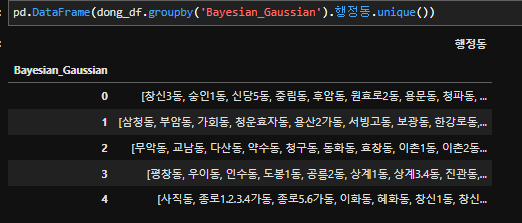 pd.DataFrame(dong_df.groupby('Bayesian_Gaussian').행정동.unique())
행정동
Bayesian_Gaussian
0 [창신3동, 숭인1동, 신당5동, 중림동, 후암동, 원효로2동, 용문동, 청파동,...
1 [삼청동, 부암동, 가회동, 청운효자동, 용산2가동, 서빙고동, 보광동, 한강로동,...
2 [무악동, 교남동, 다산동, 약수동, 청구동, 동화동, 효창동, 이촌1동, 이촌2동...
3 [평창동, 우이동, 인수동, 도봉1동, 공릉2동, 상계1동, 상계3.4동, 진관동,...
4 [사직동, 종로1.2.3.4가동, 종로5.6가동, 이화동, 혜화동, 창신1동, 창신...